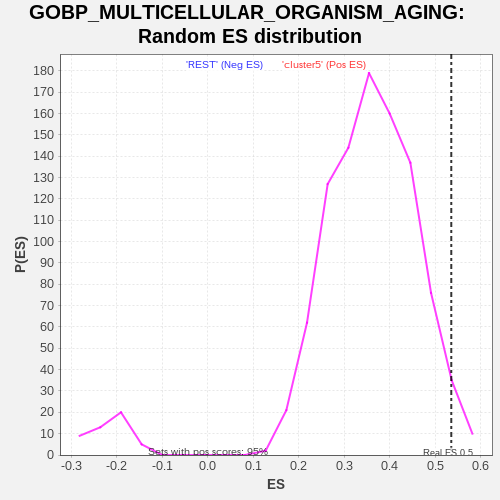 GOBP_MULTICELLULAR_ORGANISM_AGING:
Random ES distribution
'REST' (Neg ES) 'cluster5' (Pos ES)
180
170
160
150
140
130
120
110
100
90
80
70
60
50
40
30
20
10
0
P(ES)
Sets with pos scores: 95%
Real ES 0.5
-0.3 -0.2 -0.1 0.0 0.1 0.2 0.3 0.4 0.5 0.6
ES